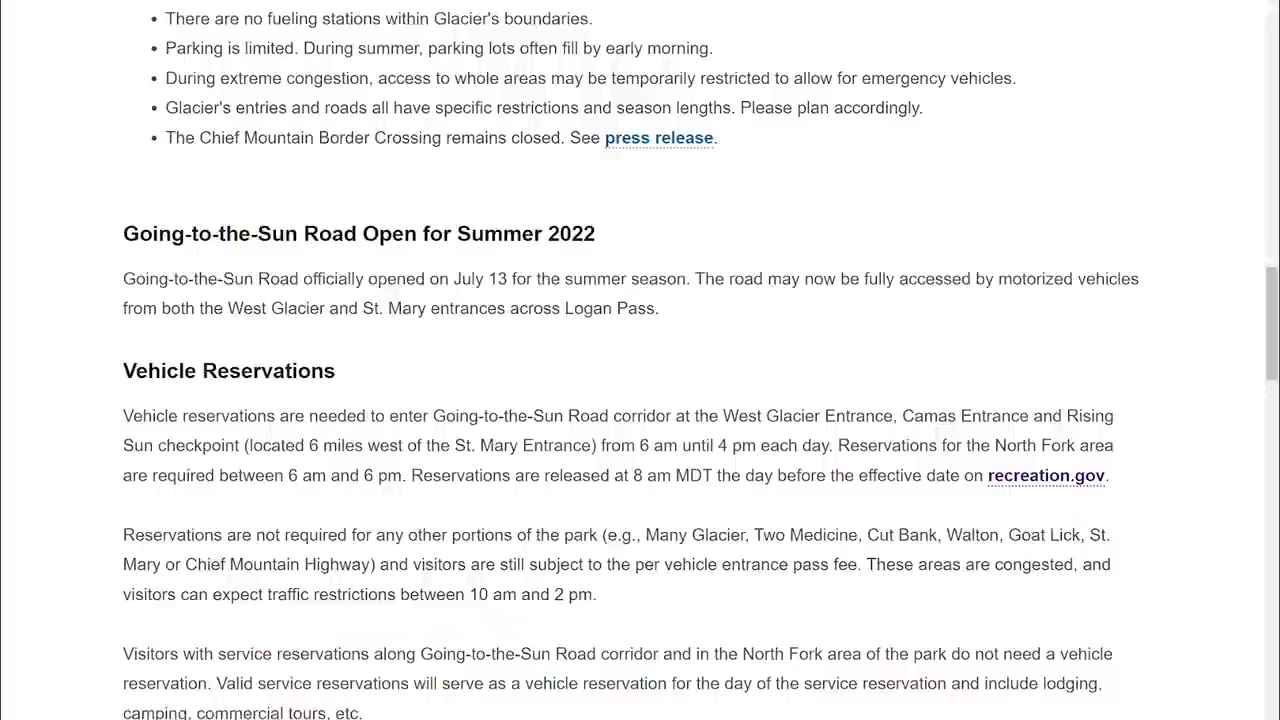 • There are no fueling stations within Glacier's boundaries.
• Parking is limited. During summer, parking lots often fill by early morning.
• During extreme congestion, access to whole areas may be temporarily restricted to allow for emergency vehicles.
• Glacier's entries and roads all have specific restrictions and season lengths. Please plan accordingly.
• The Chief Mountain Border Crossing remains closed. See press release.
Going-to-the-Sun Road Open for Summer 2022
Going-to-the-Sun Road officially opened on July 13 for the summer season. The road may now be fully accessed by motorized vehicles
from both the West Glacier and St. Mary entrances across Logan Pass.
Vehicle Reservations
Vehicle reservations are needed to enter Going-to-the-Sun Road corridor at the West Glacier Entrance, Camas Entrance and Rising
Sun checkpoint (located 6 miles west of the St. Mary Entrance) from 6 am until 4 pm each day. Reservations for the North Fork area
are required between 6 am and 6 pm. Reservations are released at 8 am MDT the day before the effective date on recreation.gov.
Reservations are not required for any other portions of the park (e.g., Many Glacier, Two Medicine, Cut Bank, Walton, Goat Lick, St.
Mary or Chief Mountain Highway) and visitors are still subject to the per vehicle entrance pass fee. These areas are congested, and
visitors can expect traffic restrictions between 10 am and 2 pm.
Visitors with service reservations along Going-to-the-Sun Road corridor and in the North Fork area of the park do not need a vehicle
reservation. Valid service reservations will serve as a vehicle reservation for the day of the service reservation and include lodging,
camping, commercial tours, etc.